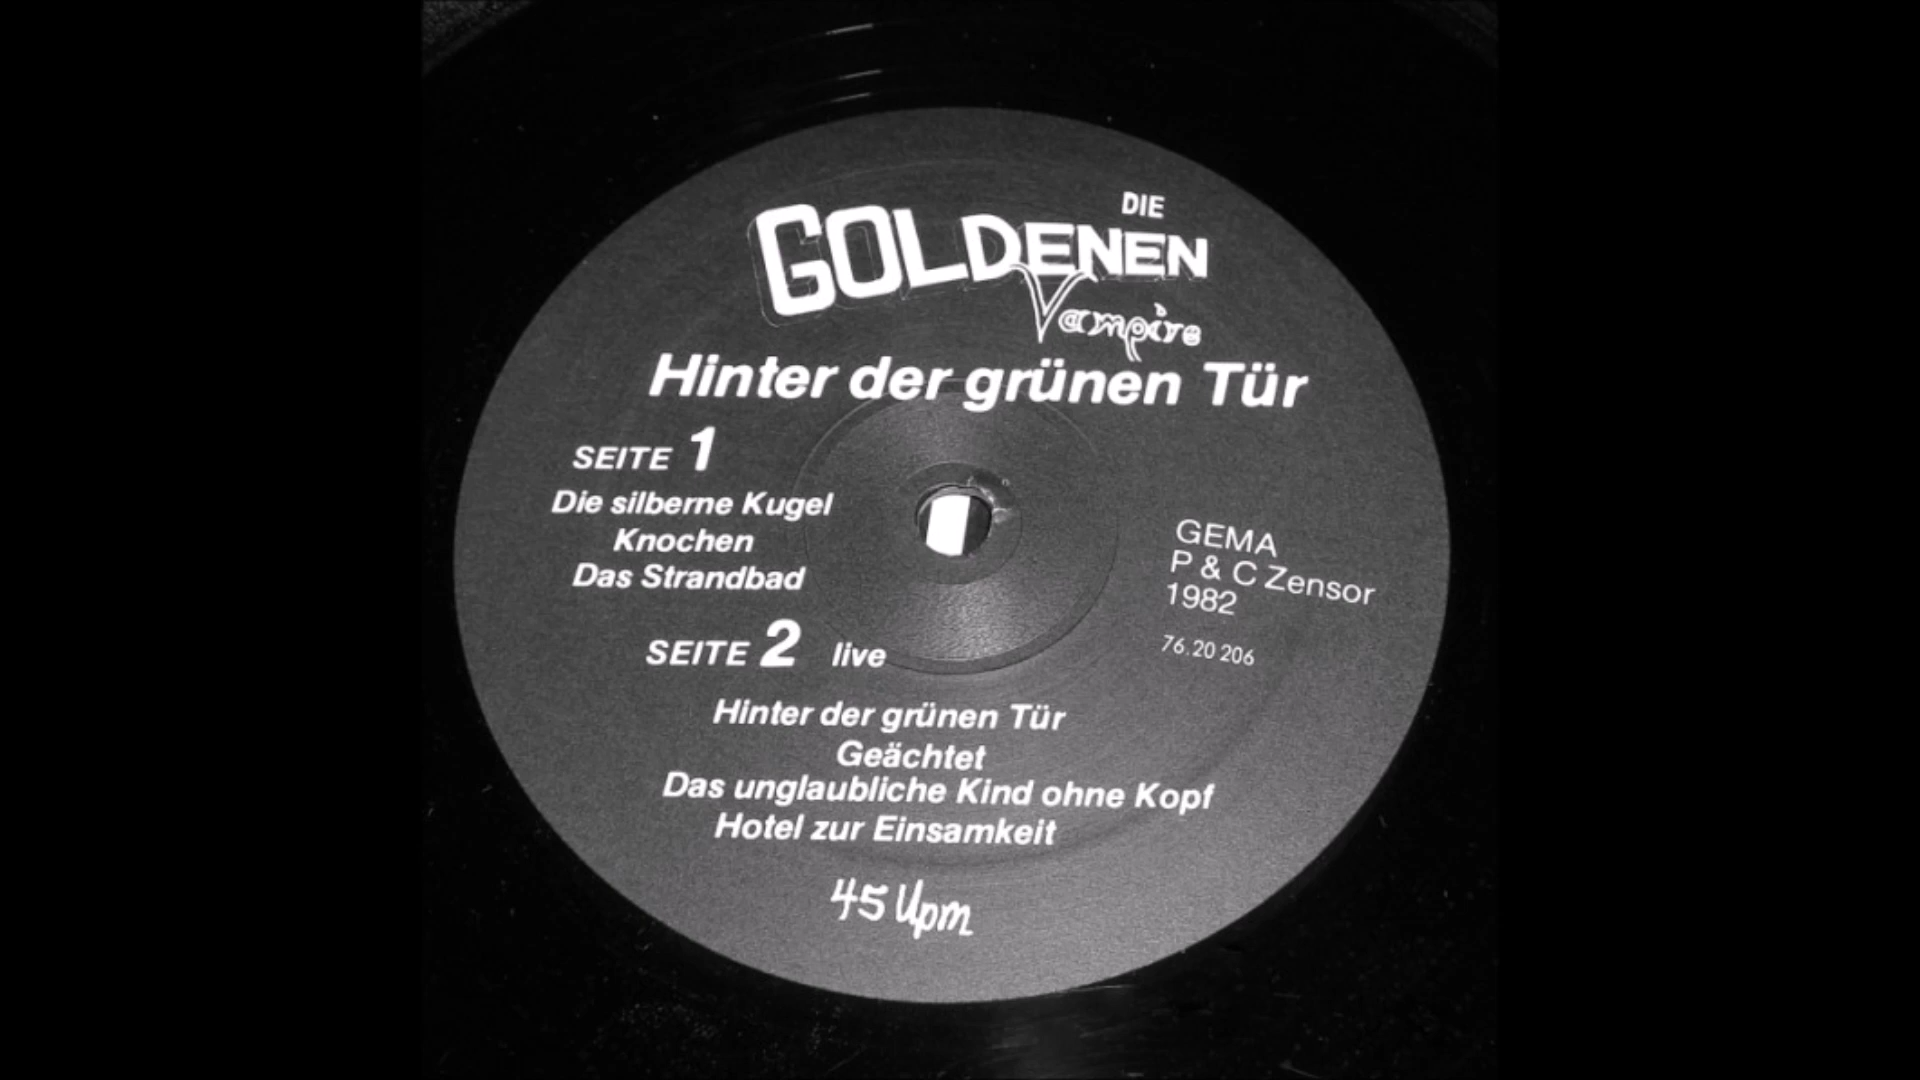 DIE
GOLDENEN
Vampire
Hinter der grünen Tür
SEITE 1
Die silberne Kugel
Knochen
Das Strandbad
GEMA
P & C Zensor
1982
76.20 206
SEITE 2 live
Hinter der grünen Tür
Geächtet
Das unglaubliche Kind ohne Kopf
Hotel zur Einsamkeit
45 Upm